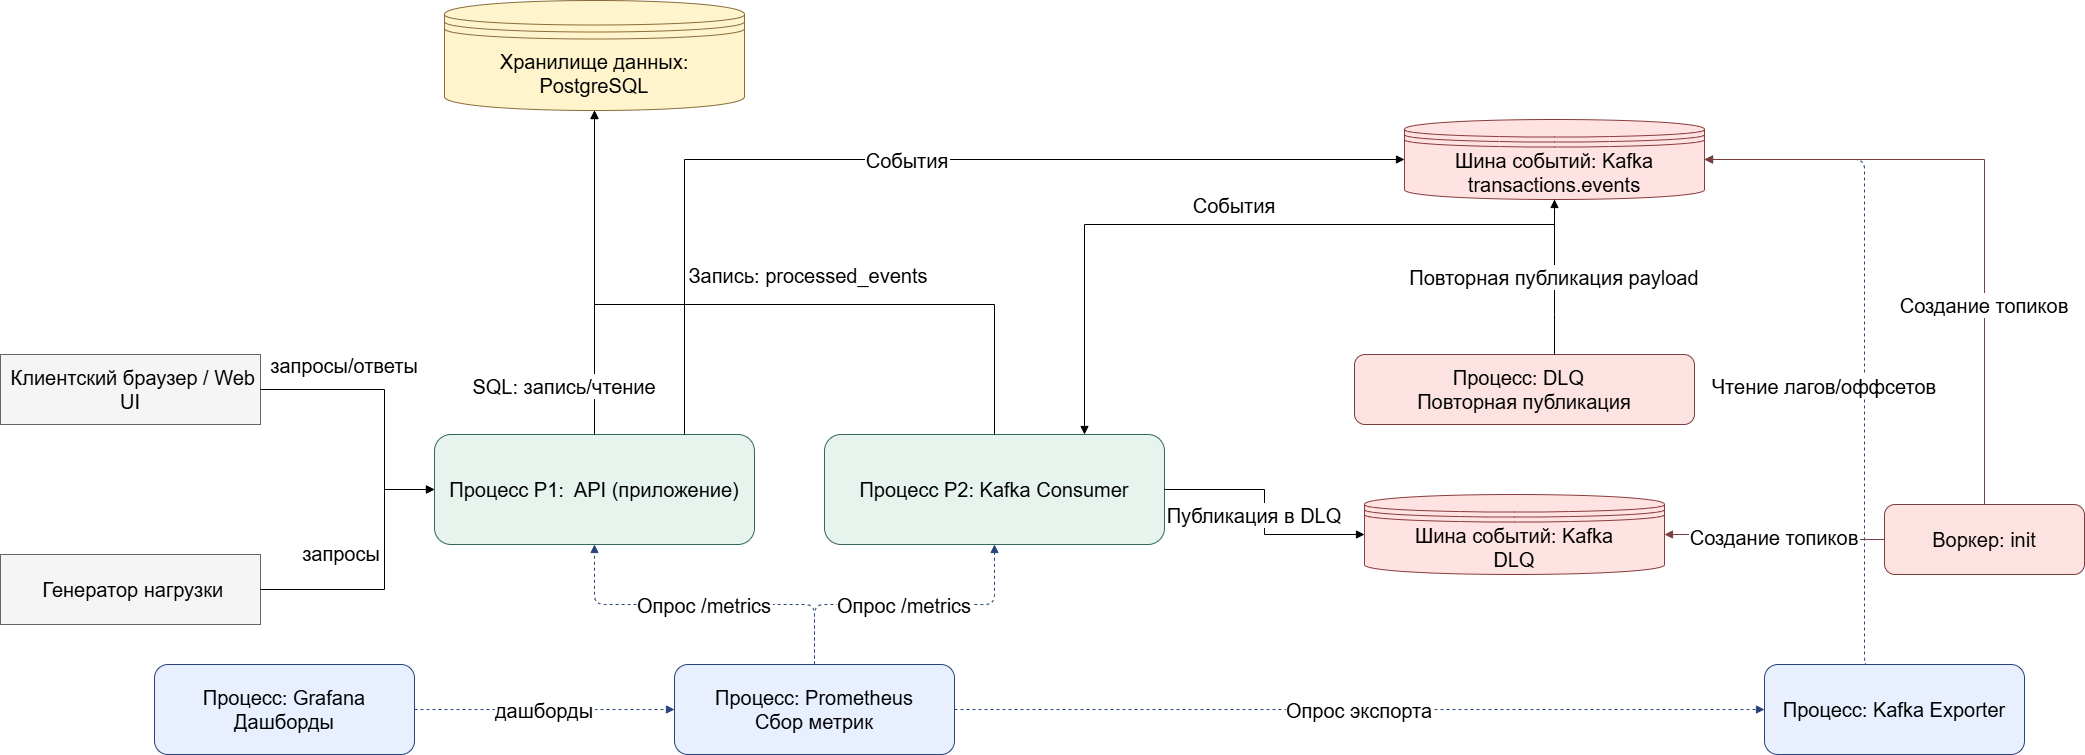 Хранилище данных:
PostgreSQL
События
Шина событий: Kafka
transactions.events
События
Запись: processed_events
Повторная публикация payload
Создание топиков
запросы/ответы
Клиентский браузер / Web
UI
SQL: запись/чтение
Процесс: DLQ
Повторная публикация
Чтение лагов/оффсетов
Процесс P1:  API (приложение)
Процесс P2: Kafka Consumer
Публикация в DLQ
Шина событий: Kafka
DLQ
Создание топиков
Воркер: init
запросы
Генератор нагрузки
Опрос /metrics
Опрос /metrics
Процесс: Grafana
Дашборды
дашборды
Процесс: Prometheus
Сбор метрик
Опрос экспорта
Процесс: Kafka Exporter